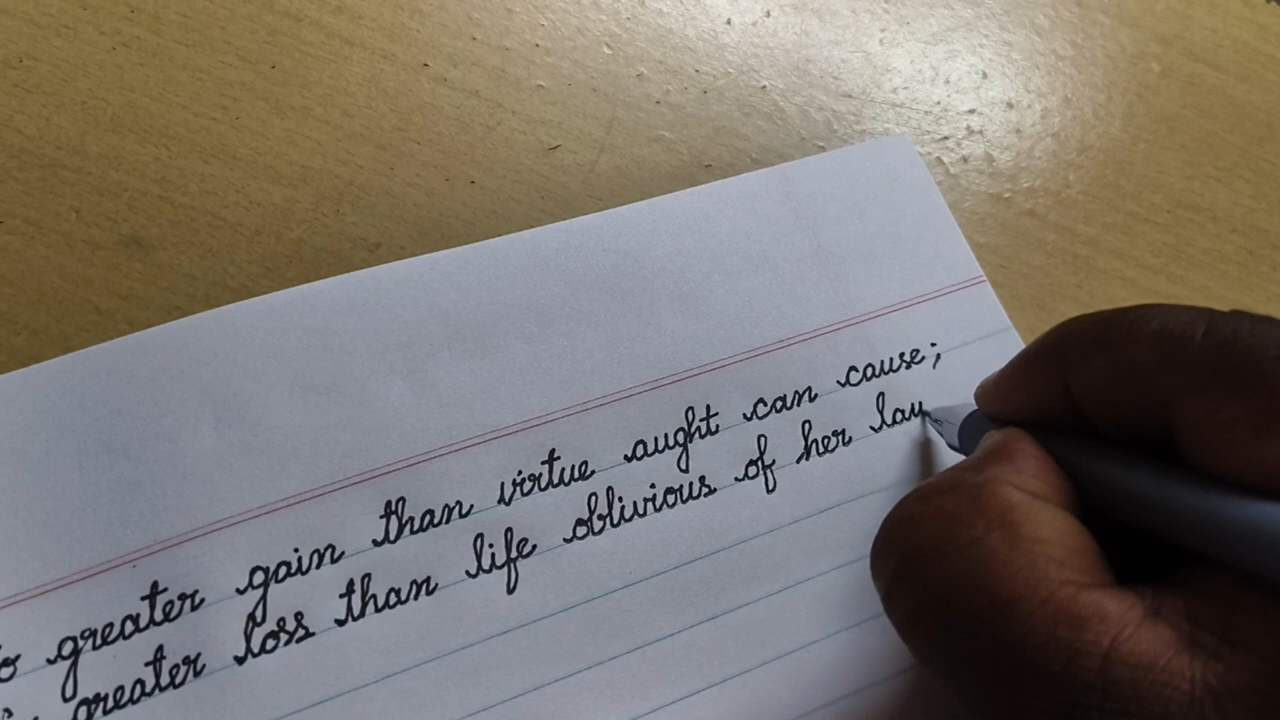 greater gain than virtue aught can cause;
greater loss than life oblivious of her law